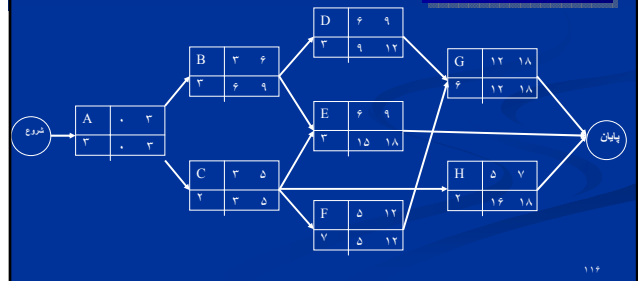 D ۶ ۹
۳ ۹ ۱۲
B ۳ ۶
۳ ۶ ۹
G ۱۲ ۱۸
۶ ۱۲ ۱۸
A ۰ ۳
۳ ۰ ۳
E ۶ ۹
۳ ۱۵ ۱۸
شروع
پایان
C ۳ ۵
۲ ۳ ۵
H ۵ ۷
۲ ۱۶ ۱۸
F ۵ ۱۲
۷ ۵ ۱۲
۱۱۶